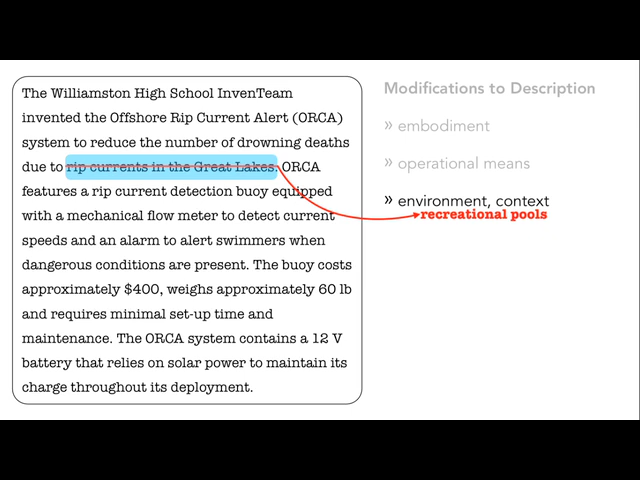 The Williamston High School InvenTeam
invented the Offshore Rip Current Alert (ORCA)
system to reduce the number of drowning deaths
due to rip currents in the Great Lakes. ORCA
features a rip current detection buoy equipped
with a mechanical flow meter to detect current
speeds and an alarm to alert swimmers when
dangerous conditions are present. The buoy costs
approximately $400, weighs approximately 60 lb
and requires minimal set-up time and
maintenance. The ORCA system contains a 12 V
battery that relies on solar power to maintain its
charge throughout its deployment.
Modifications to Description
» embodiment
» operational means
» environment, context
recreational pools